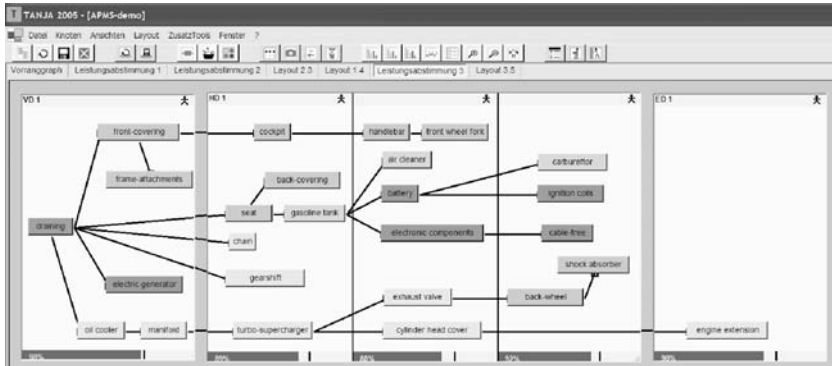 TANJA 2005 - [APMS-demo]
Datei Knoten Ansichten Layout ZusatzTools Fenster ?
Vorranggraph Leistungsabstimmung 1 Leistungsabstimmung 2 Layout 2.3 Layout 1.4 Leistungsabstimmung 3 Layout 3.5
VD 1 HD 1 ED 1
front-covering cockpit handlebar front wheel fork
air cleaner carburettor
frame-attachments back-covering
battery ignition coils
seat gasoline tank
draining electronic components cable-free
chain
shock absorber
gearshift
electric generator
exhaust valve back-wheel
oil cooler manifold turbo-supercharger cylinder head cover engine extension